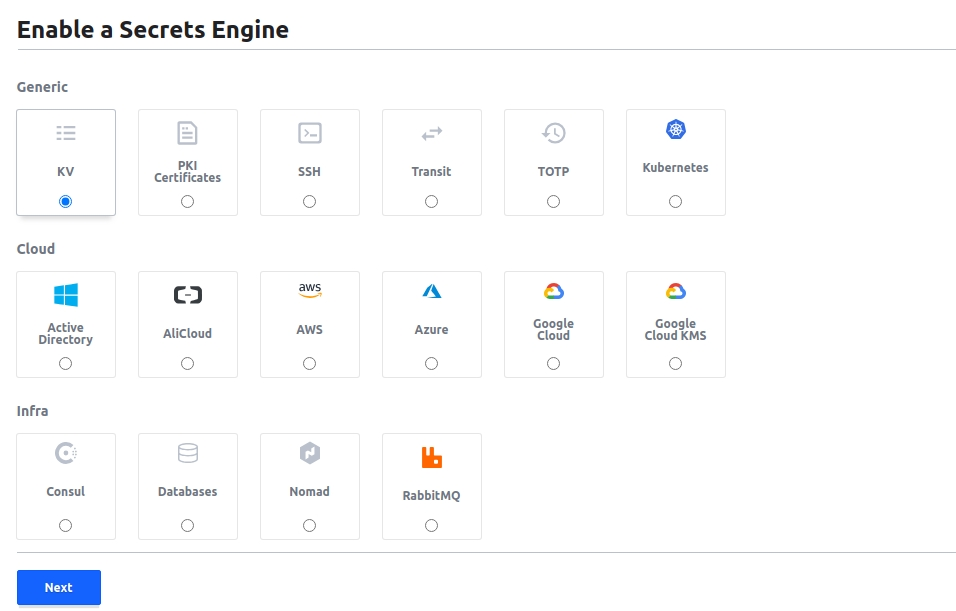 Enable a Secrets Engine
Generic
KV
PKI
Certificates
SSH
Transit
TOTP
Kubernetes
Cloud
Active
Directory
AliCloud
aws
AWS
Azure
Google
Cloud
Google
Cloud KMS
Infra
Consul
Databases
Nomad
RabbitMQ
Next